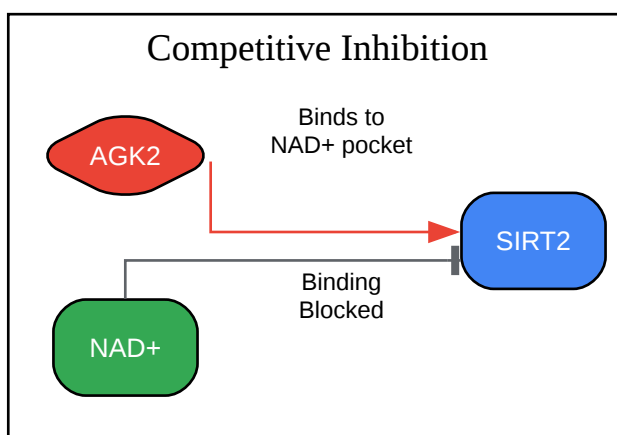 Competitive Inhibition
Binds to
NAD+ pocket
AGK2
SIRT2
Binding
Blocked
NAD+